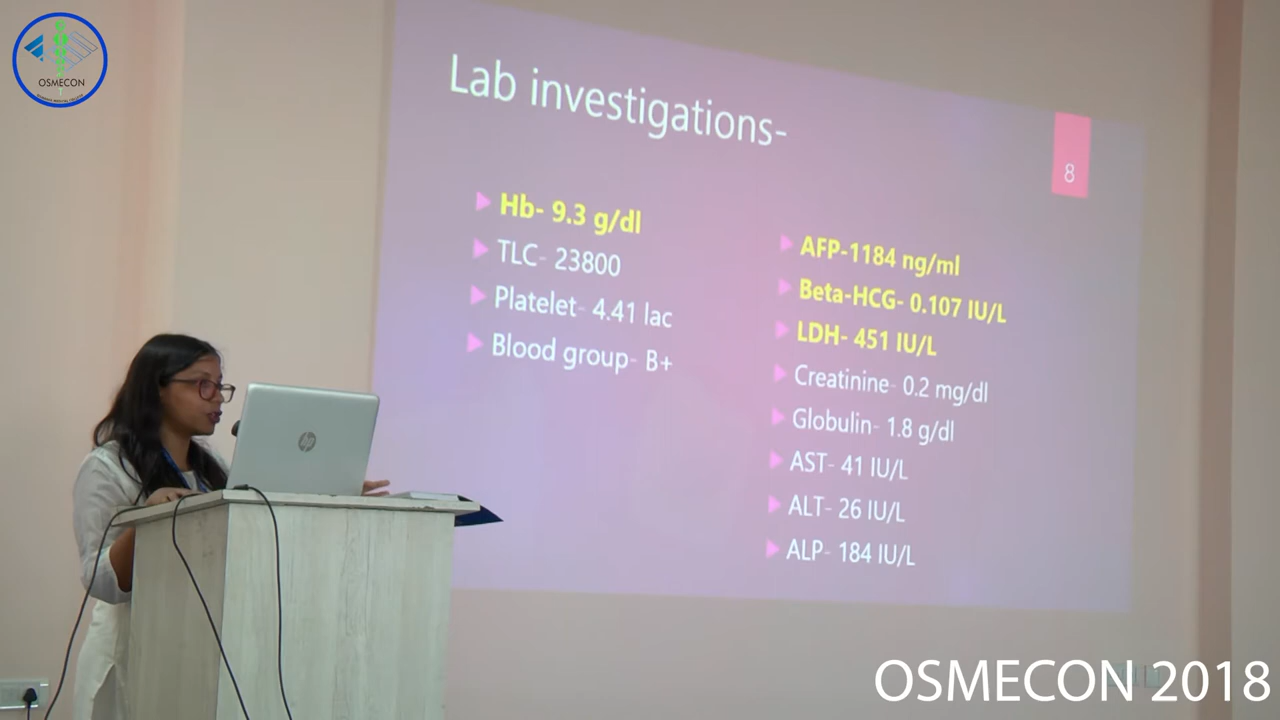 OSMECON
Lab investigations-
8
Hb- 9.3 g/dl
TLC- 23800
Platelet- 4.41 lac
Blood group- B+
AFP-1184 ng/ml
Beta-HCG- 0.107 IU/L
LDH- 451 IU/L
Creatinine- 0.2 mg/dl
Globulin- 1.8 g/dl
AST- 41 IU/L
ALT- 26 IU/L
ALP- 184 IU/L
hp
OSMECON 2018